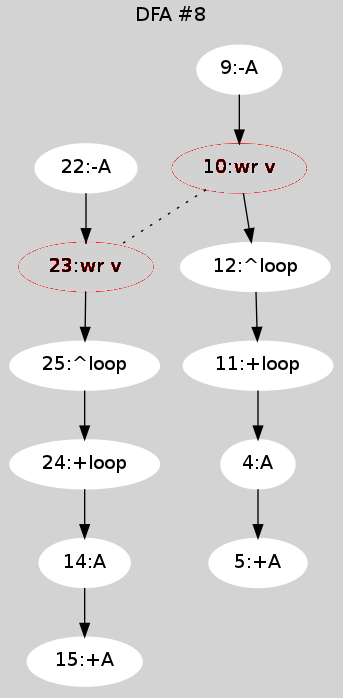 DFA #8
9:-A
22:-A
10:wr v
23:wr v
12:^loop
25:^loop
11:+loop
24:+loop
4:A
14:A
5:+A
15:+A